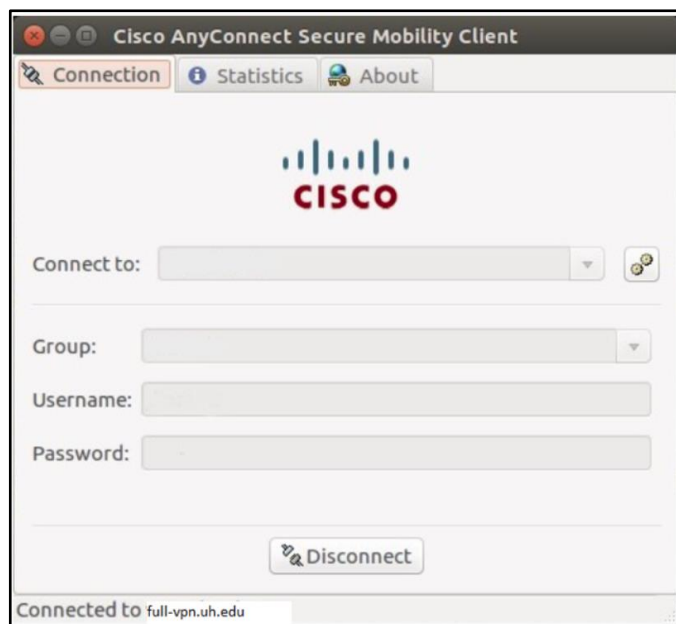 Cisco AnyConnect Secure Mobility Client
Connection Statistics About
CISCO
Connect to:
Group:
Username:
Password:
Disconnect
Connected to full-vpn.uh.edu